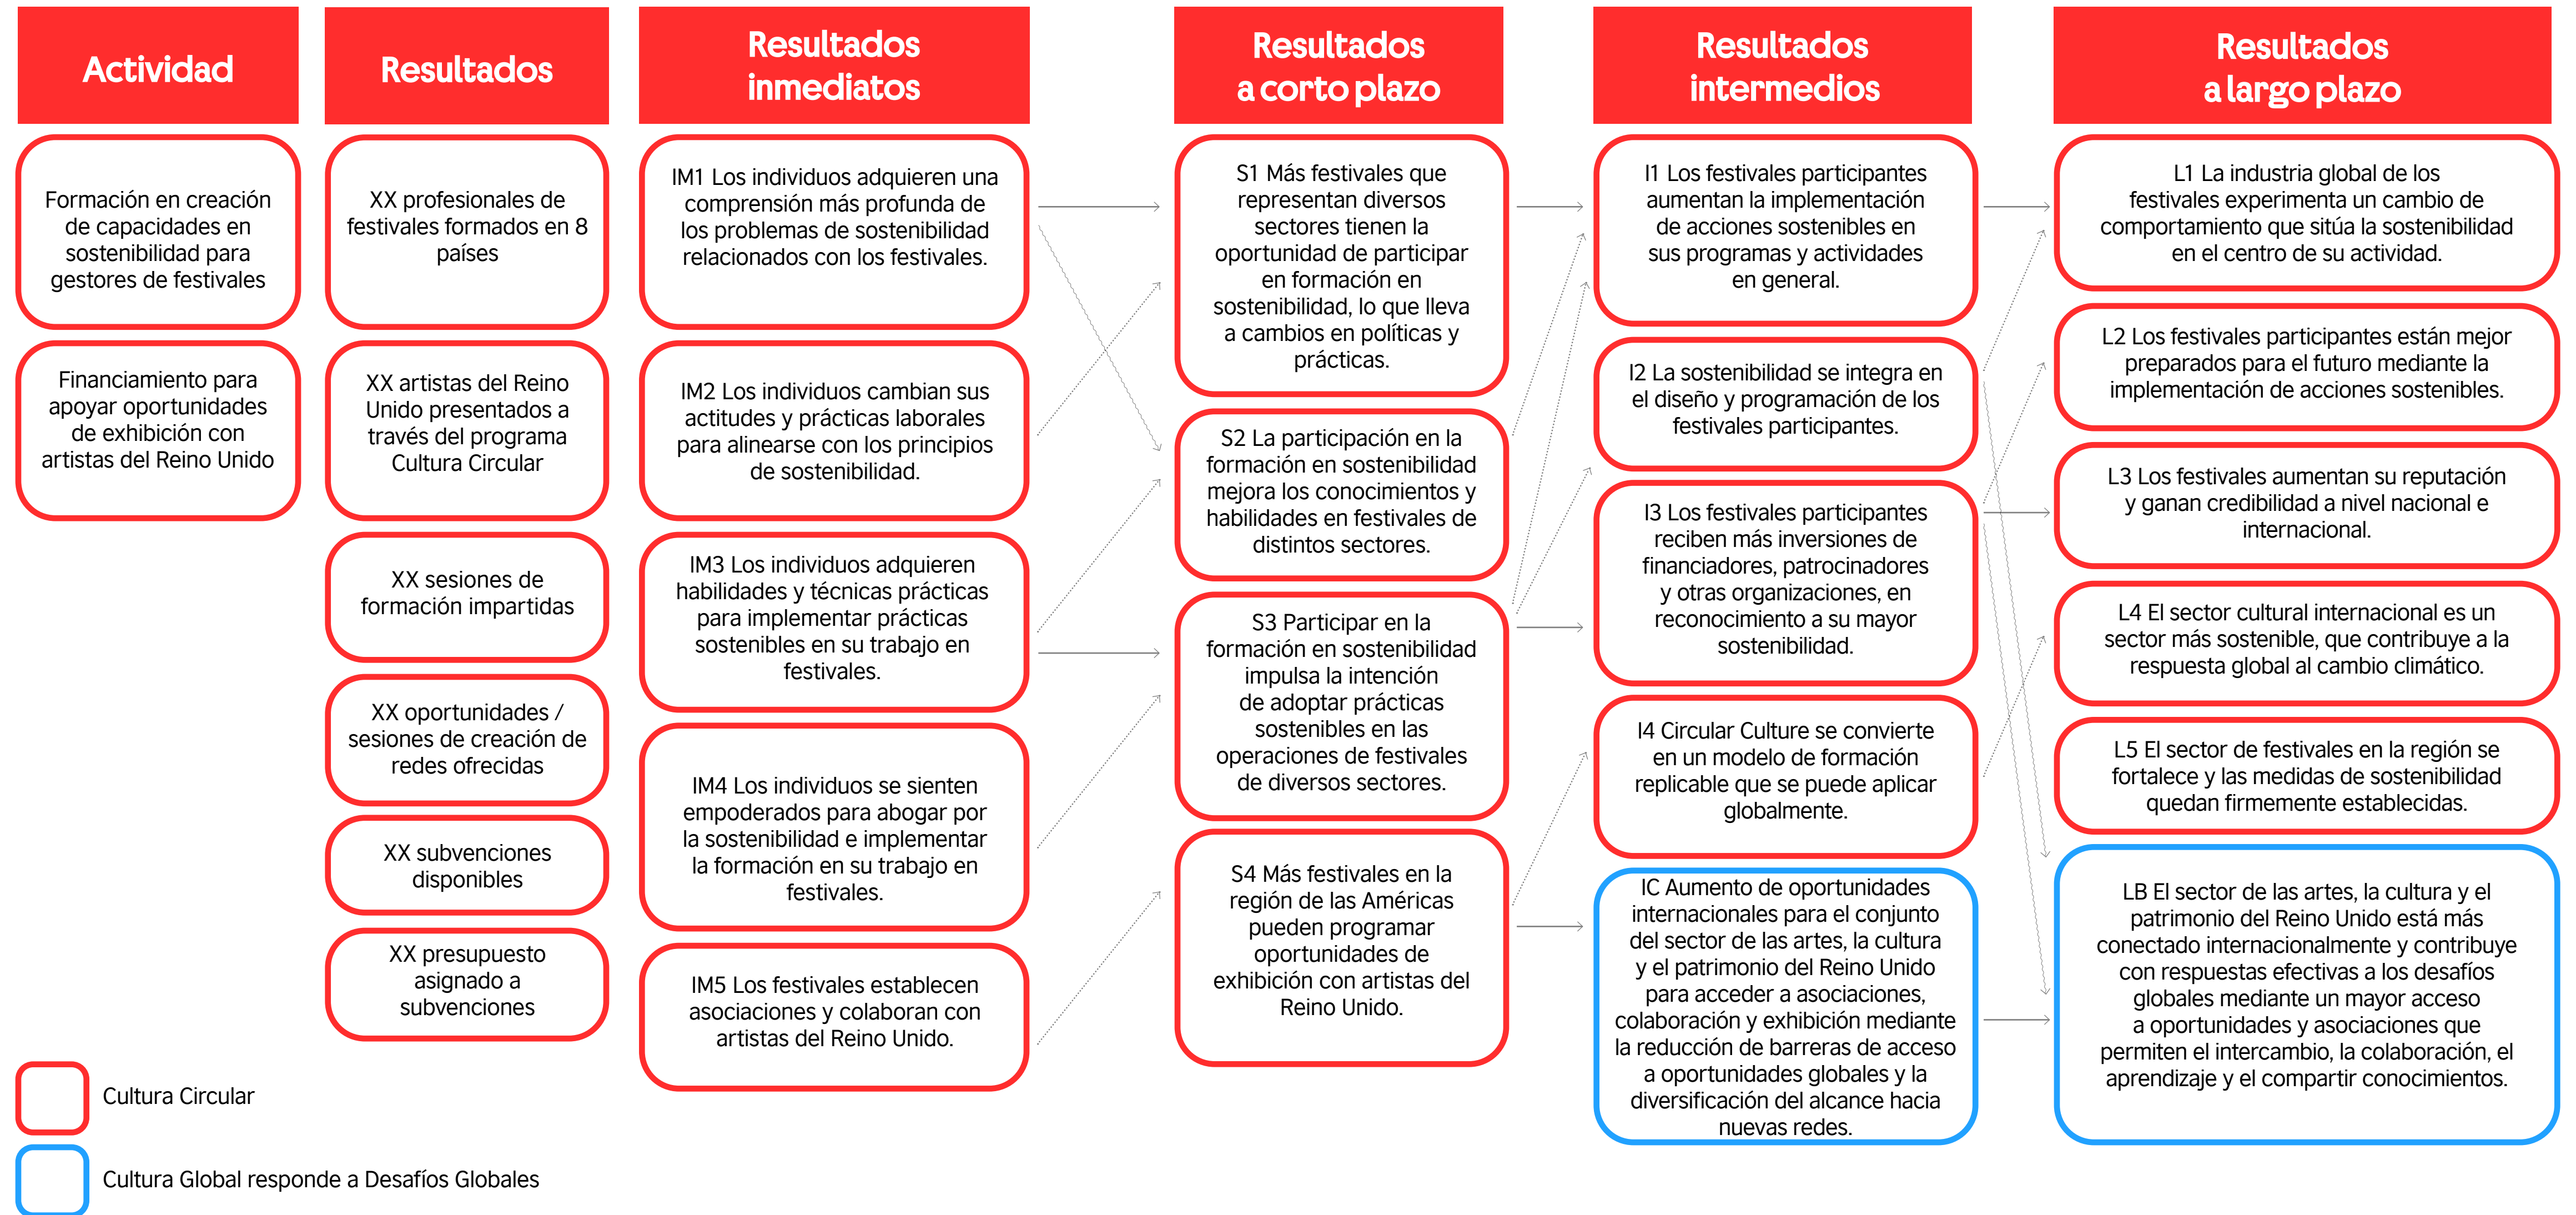 Actividad
Formación en creación
de capacidades en
sostenibilidad para
gestores de festivales
Financiamiento para
apoyar oportunidades
de exhibición con
artistas del Reino Unido
Resultados
XX profesionales de
festivales formados en 8
países
XX artistas del Reino
Unido presentados a
través del programa
Cultura Circular
XX sesiones de
formación impartidas
XX oportunidades /
sesiones de creación de
redes ofrecidas
XX subvenciones
disponibles
XX presupuesto
asignado a
subvenciones
Resultados
inmediatos
IM1 Los individuos adquieren una
comprensión más profunda de
los problemas de sostenibilidad
relacionados con los festivales.
IM2 Los individuos cambian sus
actitudes y prácticas laborales
para alinearse con los principios
de sostenibilidad.
IM3 Los individuos adquieren
habilidades y técnicas prácticas
para implementar prácticas
sostenibles en su trabajo en
festivales.
IM4 Los individuos se sienten
empoderados para abogar por
la sostenibilidad e implementar
la formación en su trabajo en
festivales.
IM5 Los festivales establecen
asociaciones y colaboran con
artistas del Reino Unido.
Resultados
a corto plazo
S1 Más festivales que
representan diversos
sectores tienen la
oportunidad de participar
en formación en
sostenibilidad, lo que lleva
a cambios en políticas y
prácticas.
S2 La participación en la
formación en sostenibilidad
mejora los conocimientos y
habilidades en festivales de
distintos sectores.
S3 Participar en la
formación en sostenibilidad
impulsa la intención
de adoptar prácticas
sostenibles en las
operaciones de festivales
de diversos sectores.
S4 Más festivales en la
región de las Américas
pueden programar
oportunidades de
exhibición con artistas del
Reino Unido.
Resultados
intermedios
I1 Los festivales participantes
aumentan la implementación
de acciones sostenibles en
sus programas y actividades
en general.
I2 La sostenibilidad se integra en
el diseño y programación de los
festivales participantes.
I3 Los festivales participantes
reciben más inversiones de
financiadores, patrocinadores
y otras organizaciones, en
reconocimiento a su mayor
sostenibilidad.
I4 Circular Culture se convierte
en un modelo de formación
replicable que se puede aplicar
globalmente.
IC Aumento de oportunidades
internacionales para el conjunto
del sector de las artes, la cultura
y el patrimonio del Reino Unido
para acceder a asociaciones,
colaboración y exhibición mediante
la reducción de barreras de acceso
a oportunidades globales y la
diversificación del alcance hacia
nuevas redes.
Resultados
a largo plazo
L1 La industria global de los
festivales experimenta un cambio de
comportamiento que sitúa la sostenibilidad
en el centro de su actividad.
L2 Los festivales participantes están mejor
preparados para el futuro mediante la
implementación de acciones sostenibles.
L3 Los festivales aumentan su reputación
y ganan credibilidad a nivel nacional e
internacional.
L4 El sector cultural internacional es un
sector más sostenible, que contribuye a la
respuesta global al cambio climático.
L5 El sector de festivales en la región se
fortalece y las medidas de sostenibilidad
quedan firmemente establecidas.
LB El sector de las artes, la cultura y el
patrimonio del Reino Unido está más
conectado internacionalmente y contribuye
con respuestas efectivas a los desafíos
globales mediante un mayor acceso
a oportunidades y asociaciones que
permiten el intercambio, la colaboración, el
aprendizaje y el compartir conocimientos.
Cultura Circular
Cultura Global responde a Desafíos Globales